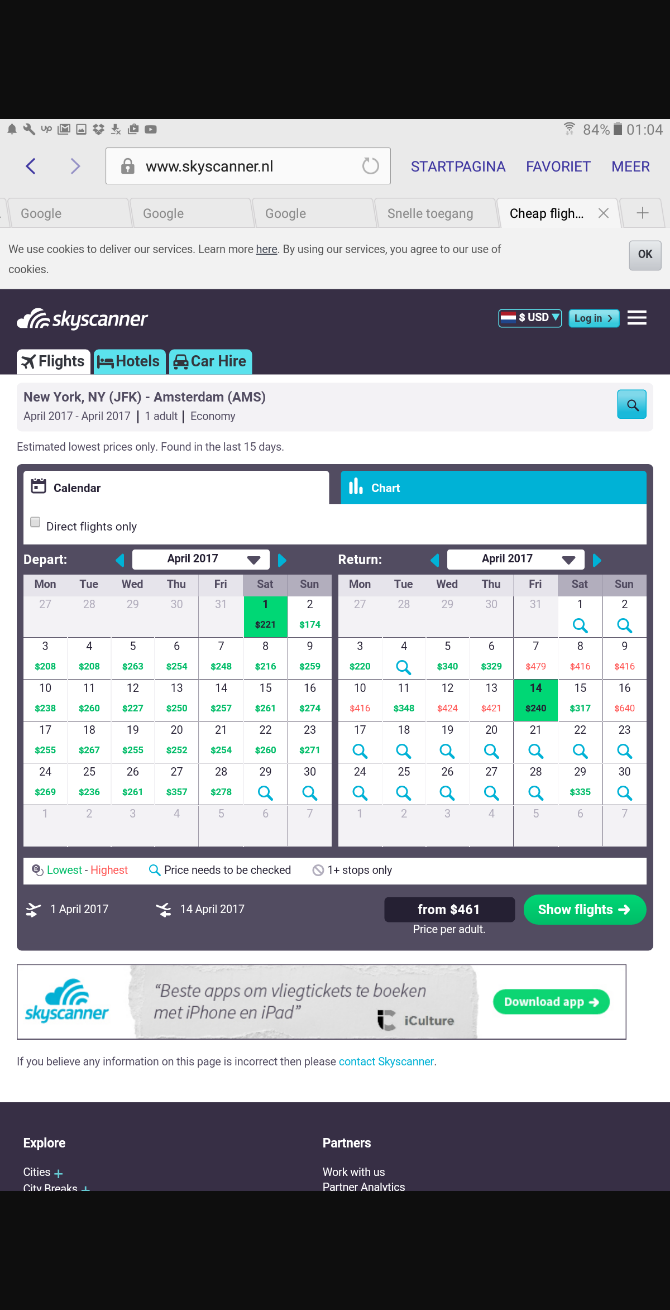 84% 01:04
www.skyscanner.nl STARTPAGINA FAVORIET MEER
Google Google Google Snelle toegang Cheap fligh...
We use cookies to deliver our services. Learn more here. By using our services, you agree to our use of
cookies.
OK
skyscanner
$ USD Log in
Flights Hotels Car Hire
New York, NY (JFK) - Amsterdam (AMS)
April 2017 - April 2017 | 1 adult | Economy
Estimated lowest prices only. Found in the last 15 days.
Calendar Chart
Direct flights only
Depart: April 2017
Mon Tue Wed Thu Fri Sat Sun
27 28 29 30 31 1 2
$221 $174
3 4 5 6 7 8 9
$208 $208 $263 $254 $248 $216 $259
10 11 12 13 14 15 16
$238 $260 $227 $250 $257 $261 $274
17 18 19 20 21 22 23
$255 $267 $255 $252 $254 $260 $271
24 25 26 27 28 29 30
$269 $236 $261 $357 $278
1 2 3 4 5 6 7
Return: April 2017
Mon Tue Wed Thu Fri Sat Sun
27 28 29 30 31 1 2
3 4 5 6 7 8 9
$220 $340 $329 $479 $416 $416
10 11 12 13 14 15 16
$416 $348 $424 $421 $240 $317 $640
17 18 19 20 21 22 23
24 25 26 27 28 29 30
$335
1 2 3 4 5 6 7
Lowest - Highest Price needs to be checked 1+ stops only
1 April 2017 14 April 2017 from $461 Show flights
Price per adult.
skyscanner
“Beste apps om vliegtickets te boeken
met iPhone en iPad”
iCulture
Download app
If you believe any information on this page is incorrect then please contact Skyscanner.
Explore Partners
Cities + Work with us
City Breaks + Partner Analytics